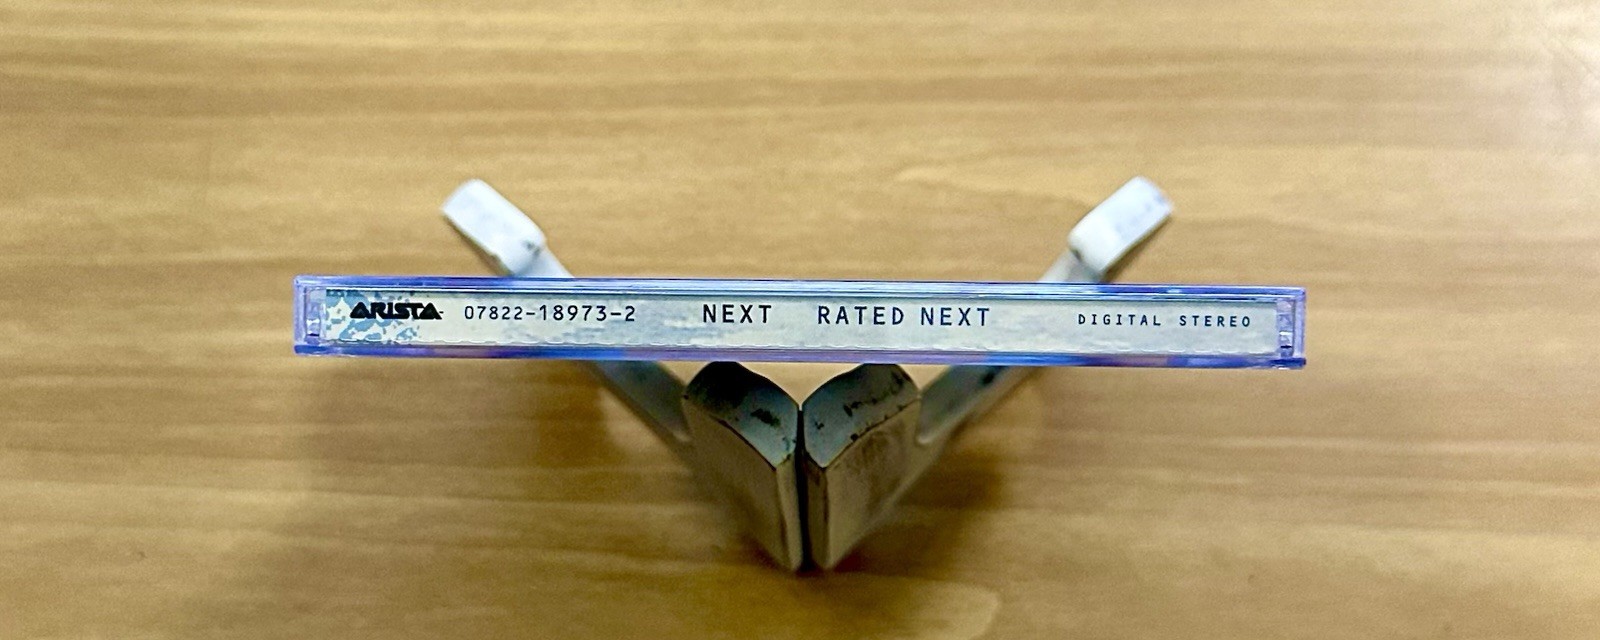 ARISTA 07822-18973-2 NEXT RATED NEXT DIGITAL STEREO